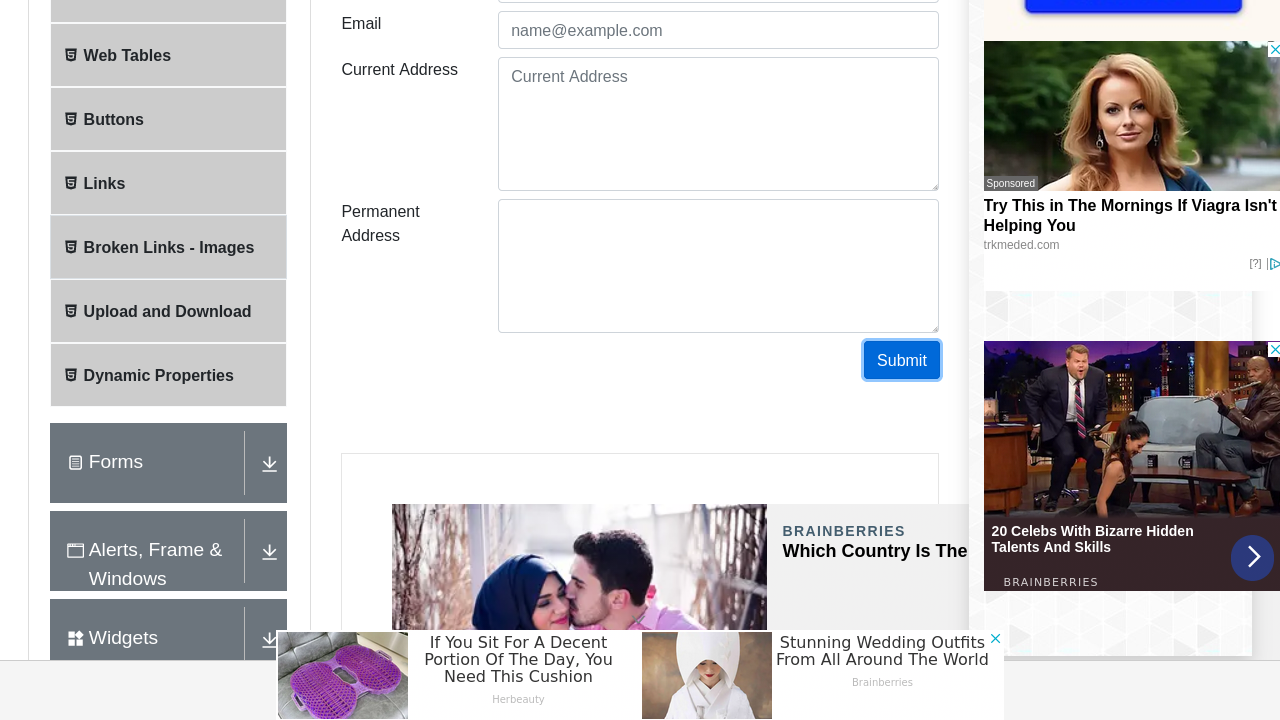 Email
name@example.com
Current Address
Current Address
Permanent
Address
Submit
Web Tables
Buttons
Links
Broken Links - Images
Upload and Download
Dynamic Properties
Forms
Alerts, Frame &
Windows
Widgets
BRAINBERRIES
Which Country Is The
Sponsored
Try This in The Mornings If Viagra Isn't
Helping You
trkmeded.com
[?]
20 Celebs With Bizarre Hidden
Talents And Skills
BRAINBERRIES
If You Sit For A Decent
Portion Of The Day, You
Need This Cushion
Herbeauty
Stunning Wedding Outfits
From All Around The World
Brainberries